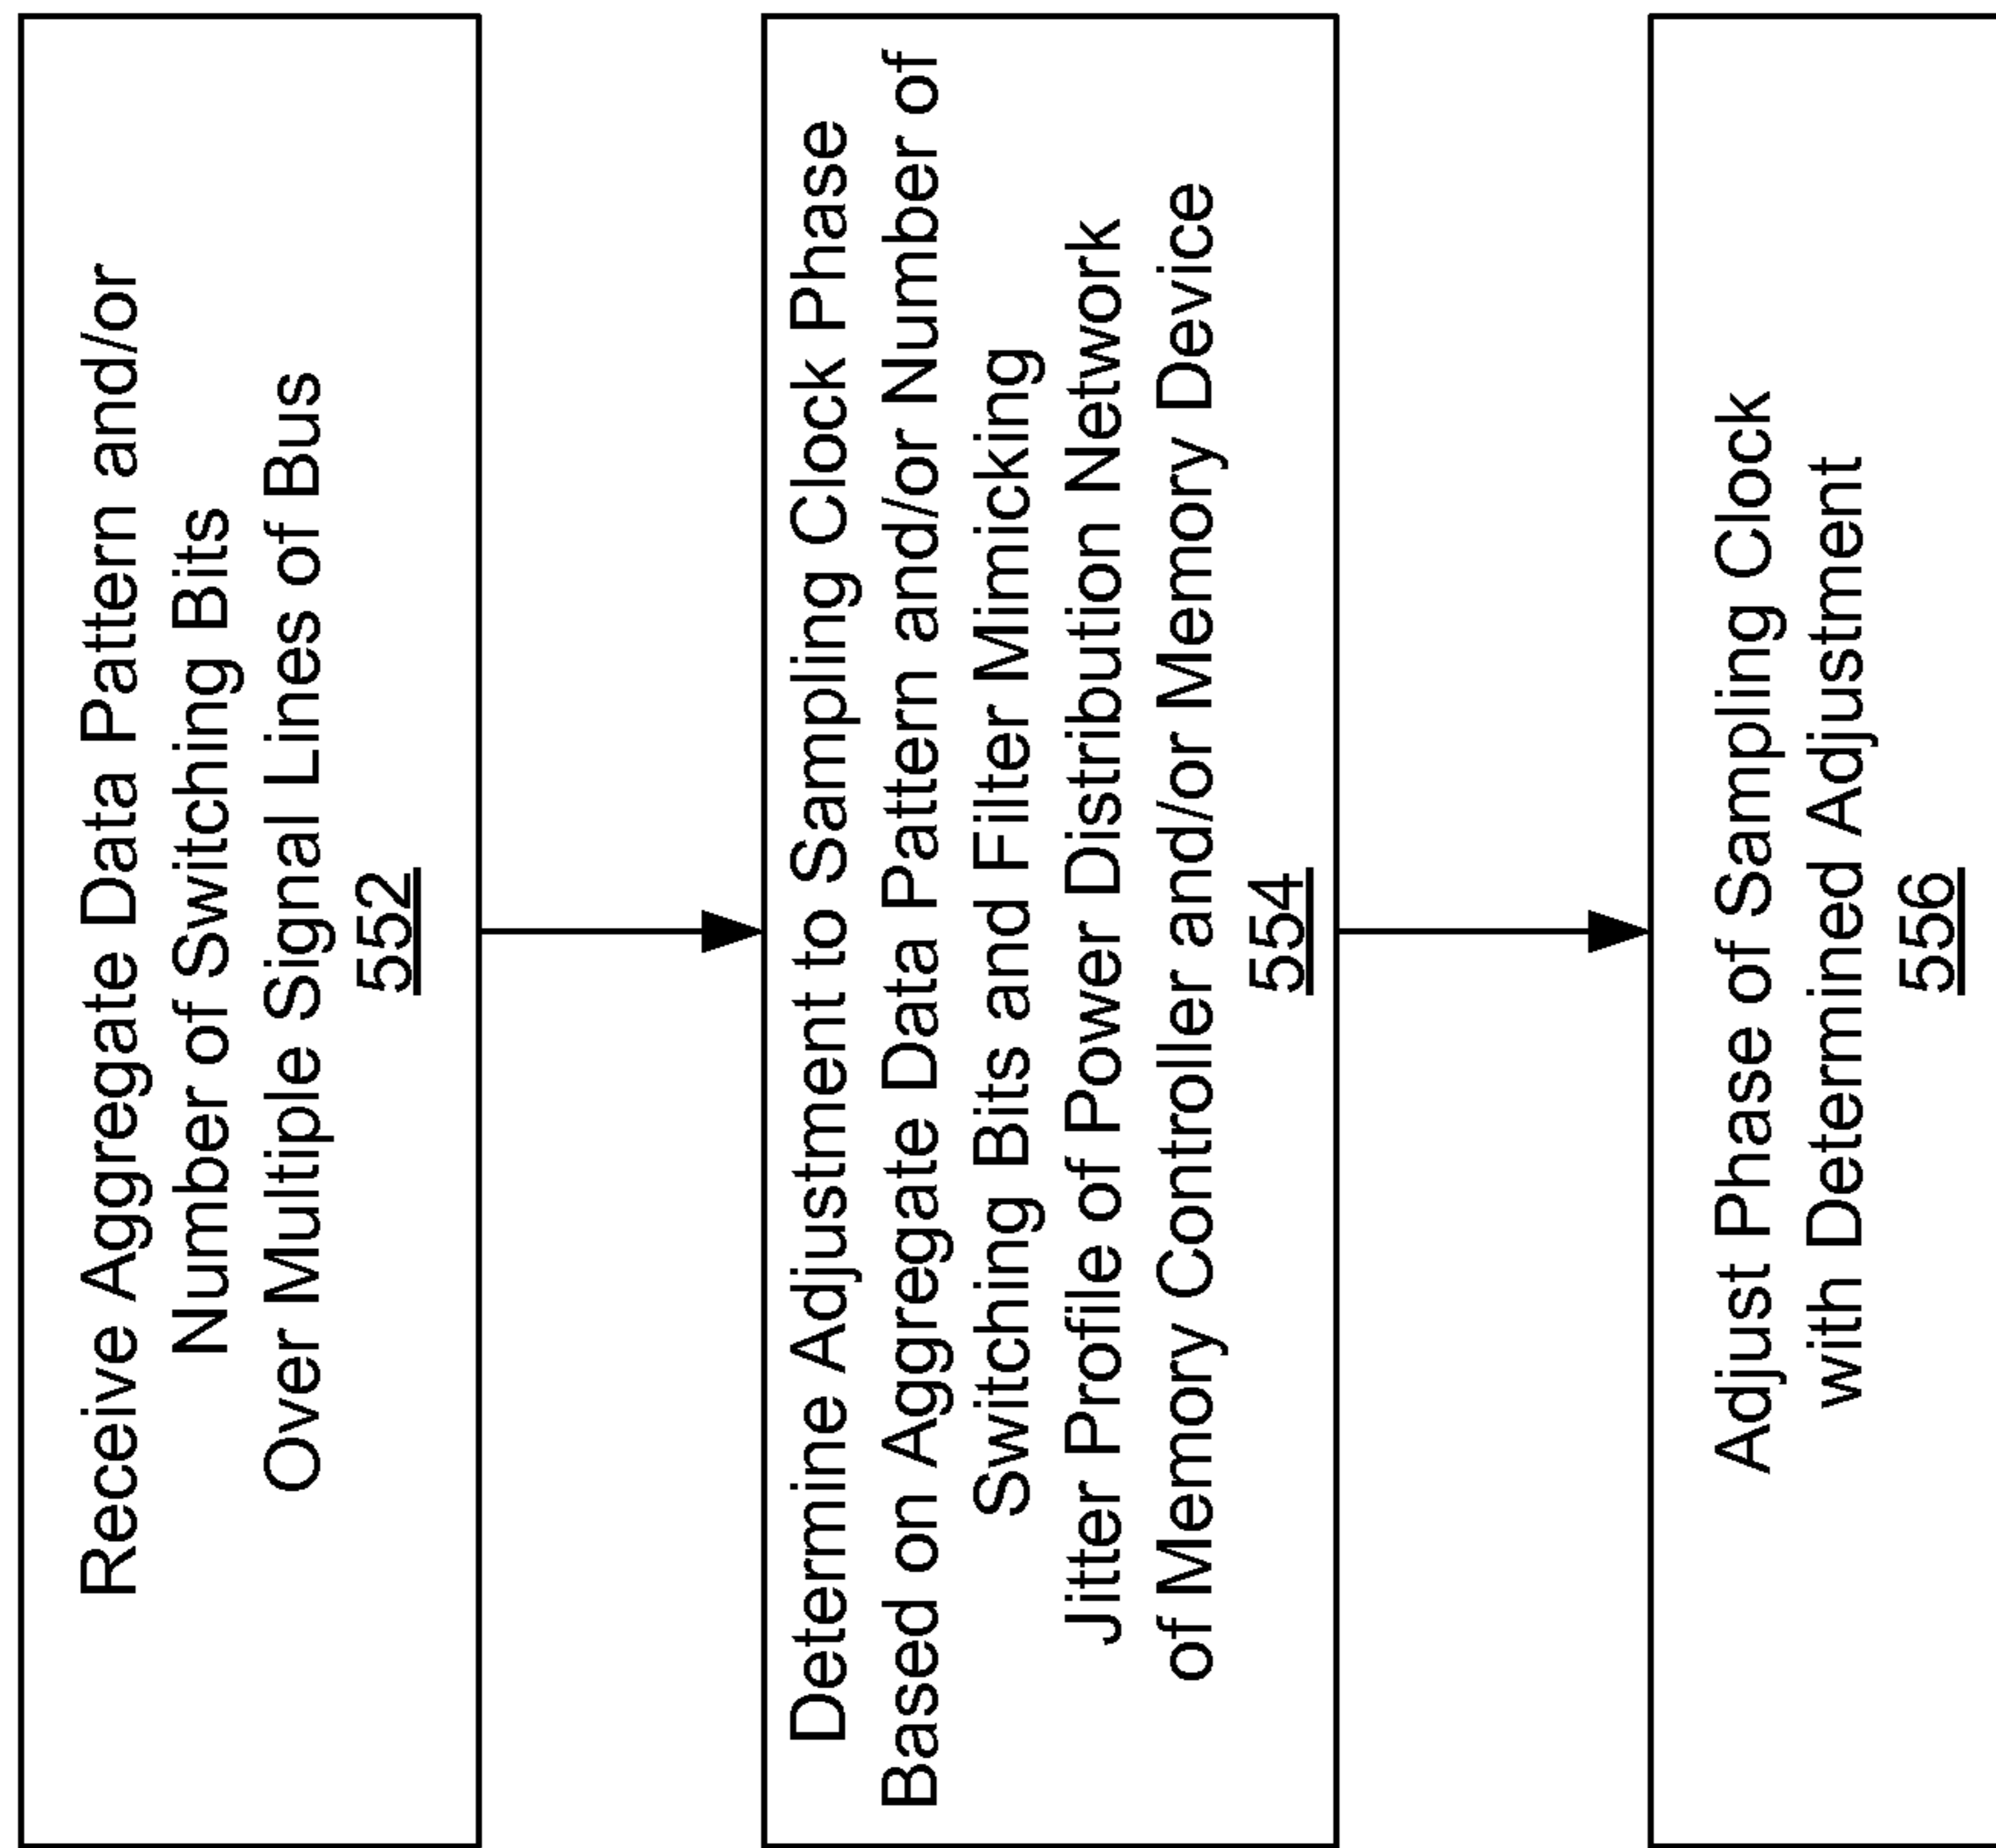 Receive Aggregate Data Pattern and/or
Number of Switching Bits
Over Multiple Signal Lines of Bus
552
Determine Adjustment to Sampling Clock Phase
Based on Aggregate Data Pattern and/or Number of
Switching Bits and Filter Mimicking
Jitter Profile of Power Distribution Network
of Memory Controller and/or Memory Device
554
Adjust Phase of Sampling Clock
with Determined Adjustment
556